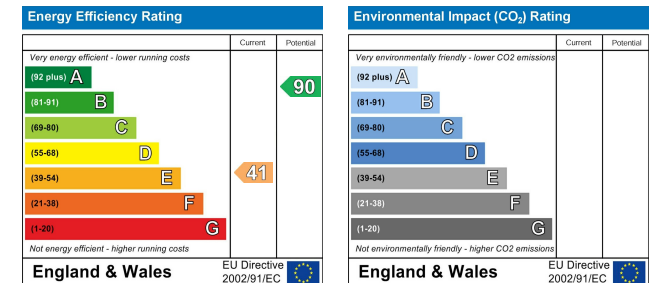 Energy Efficiency Rating
Current Potential
Very energy efficient - lower running costs
(92 plus) A
(81-91) B
(69-80) C
(55-68) D
(39-54) E
(21-38) F
(1-20) G
41
90
Not energy efficient - higher running costs
England & Wales
EU Directive
2002/91/EC
Environmental Impact (CO₂) Rating
Current Potential
Very environmentally friendly - lower CO2 emissions
(92 plus) A
(81-91) B
(69-80) C
(55-68) D
(39-54) E
(21-38) F
(1-20) G
Not environmentally friendly - higher CO2 emissions
England & Wales
EU Directive
2002/91/EC